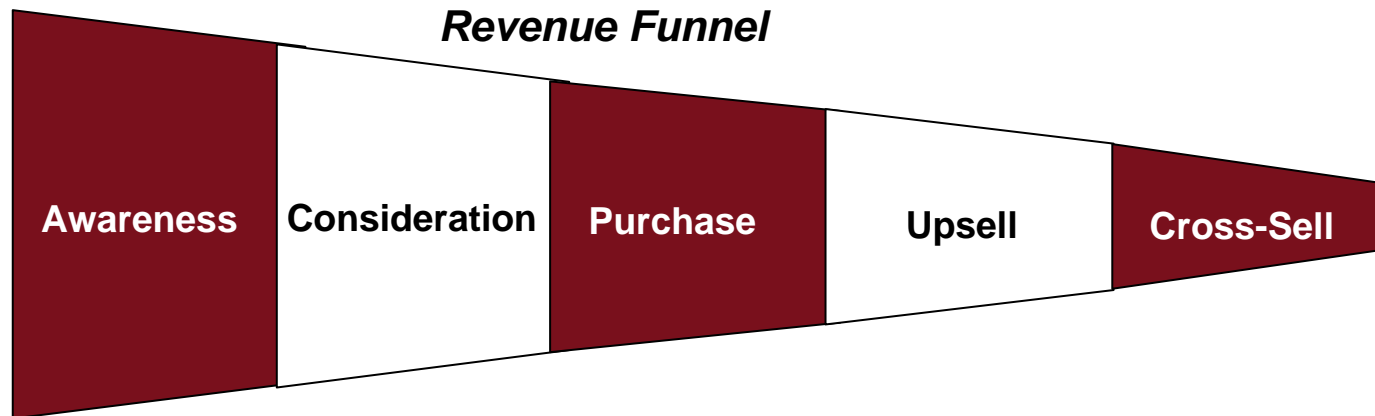 Revenue Funnel
Awareness
Consideration
Purchase
Upsell
Cross-Sell